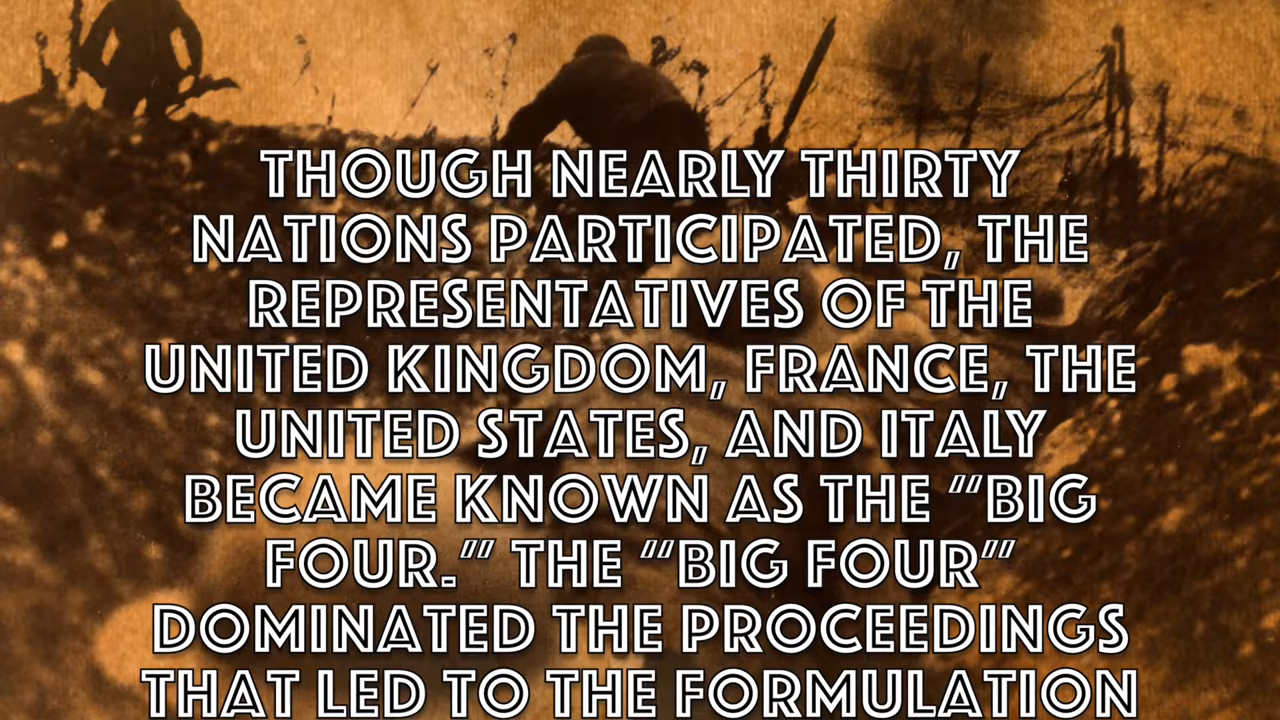 THOUGH NEARLY THIRTY
NATIONS PARTICIPATED, THE
REPRESENTATIVES OF THE
UNITED KINGDOM, FRANCE, THE
UNITED STATES, AND ITALY
BECAME KNOWN AS THE “BIG
FOUR.” THE “BIG FOUR”
DOMINATED THE PROCEEDINGS
THAT LED TO THE FORMULATION